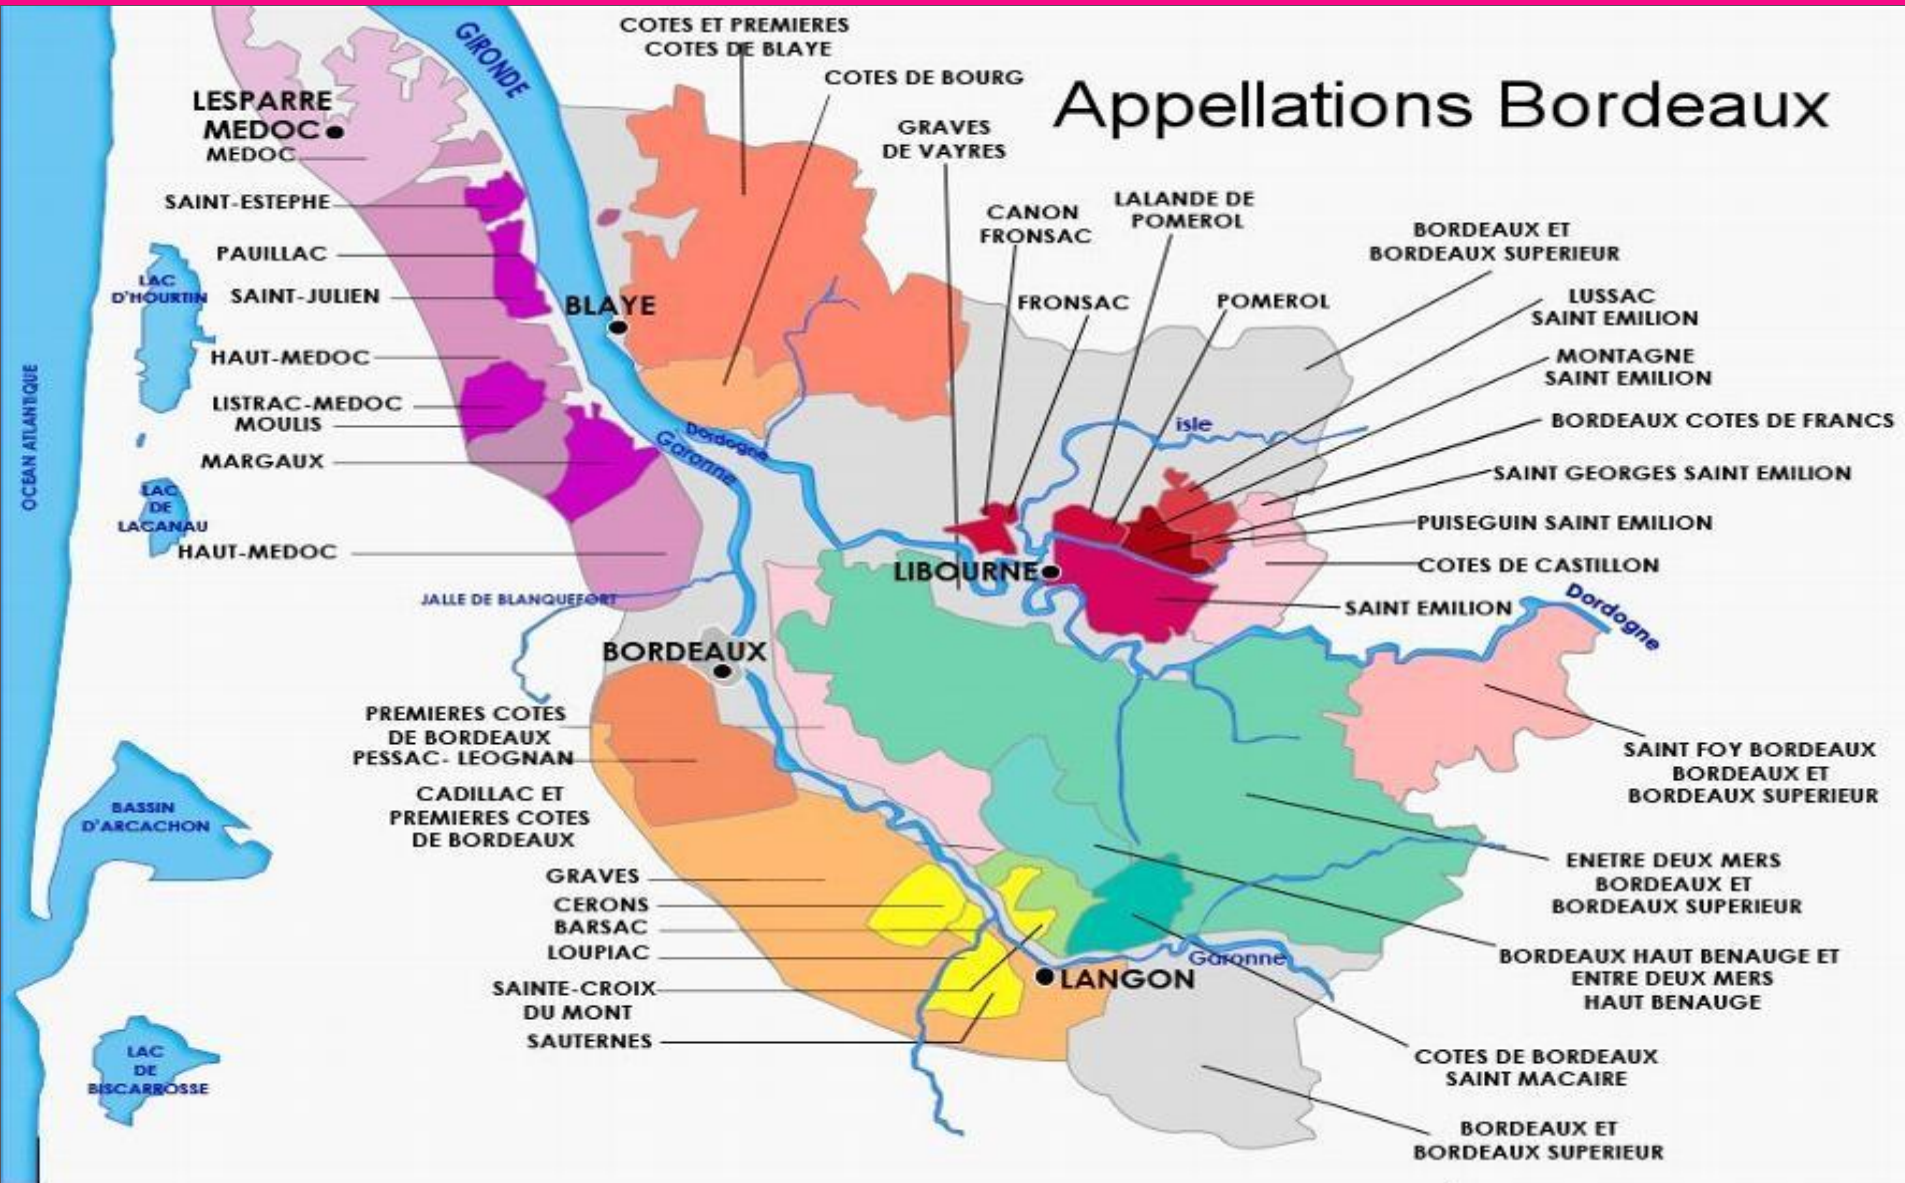 Appellations Bordeaux
GIRONDE
COTES ET PREMIERES
COTES DE BLAYE
COTES DE BOURG
GRAVES
DE VAYRES
LESPARRE
MEDOC
MEDOC
SAINT-ESTEPHE
PAUILLAC
SAINT-JULIEN
LAC
D'HOURTIN
BLAYE
HAUT-MEDOC
LISTRAC-MEDOC
MOULIS
MARGAUX
LAC
DE
LACANAU
HAUT-MEDOC
OCEAN ATLANTIQUE
CANON
FRONSAC
LALANDE DE
POMEROL
FRONSAC
POMEROL
BORDEAUX ET
BORDEAUX SUPERIEUR
LUSSAC
SAINT EMILION
MONTAGNE
SAINT EMILION
BORDEAUX COTES DE FRANCS
SAINT GEORGES SAINT EMILION
PUISEGUIN SAINT EMILION
COTES DE CASTILLON
SAINT EMILION
isle
Dordogne
Garonne
LIBOURNE
Dordogne
JALLE DE BLANQUEFORT
BORDEAUX
PREMIERES COTES
DE BORDEAUX
PESSAC- LEOGNAN
CADILLAC ET
PREMIERES COTES
DE BORDEAUX
GRAVES
CERONS
BARSAC
LOUPIAC
SAINTE-CROIX
DU MONT
SAUTERNES
LANGON
Garonne
BASSIN
D'ARCACHON
LAC
DE
BISCARROSSE
SAINT FOY BORDEAUX
BORDEAUX ET
BORDEAUX SUPERIEUR
ENETRE DEUX MERS
BORDEAUX ET
BORDEAUX SUPERIEUR
BORDEAUX HAUT BENAUGE ET
ENTRE DEUX MERS
HAUT BENAUGE
COTES DE BORDEAUX
SAINT MACAIRE
BORDEAUX ET
BORDEAUX SUPERIEUR